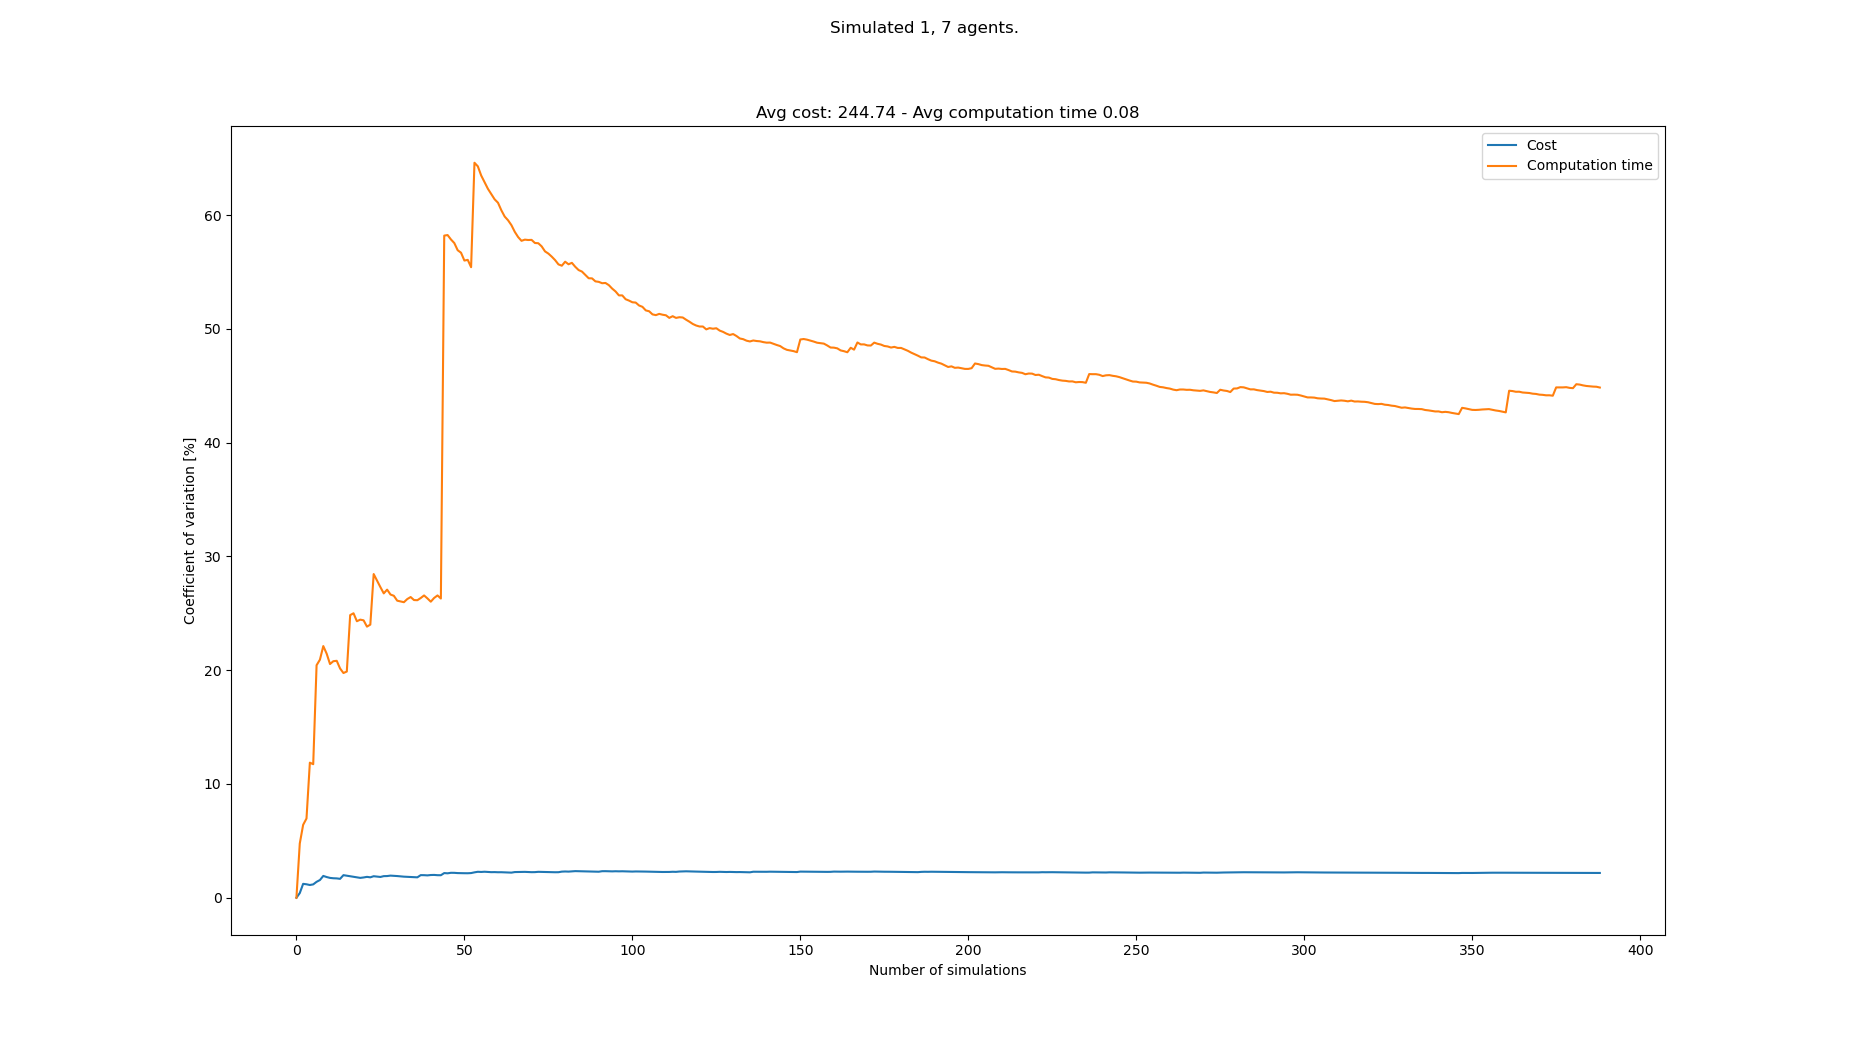 Simulated 1, 7 agents.
Avg cost: 244.74 - Avg computation time 0.08
Cost
Computation time
Coefficient of variation [%]
60
50
40
30
20
10
0
0 50 100 150 200 250 300 350 400
Number of simulations